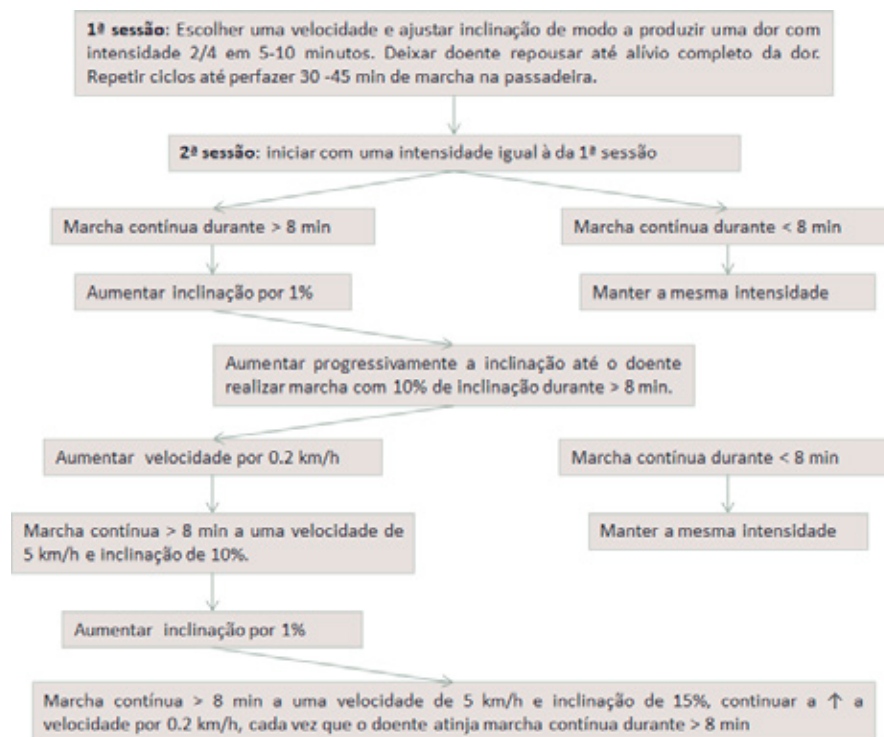 1ª sessão: Escolher uma velocidade e ajustar inclinação de modo a produzir uma dor com
intensidade 2/4 em 5-10 minutos. Deixar doente repousar até alívio completo da dor.
Repetir ciclos até perfazer 30 -45 min de marcha na passadeira.
2ª sessão: iniciar com uma intensidade igual à da 1ª sessão
Marcha contínua durante > 8 min
Marcha contínua durante < 8 min
Aumentar inclinação por 1%
Manter a mesma intensidade
Aumentar progressivamente a inclinação até o doente
realizar marcha com 10% de inclinação durante > 8 min.
Aumentar velocidade por 0.2 km/h
Marcha contínua durante < 8 min
Marcha contínua > 8 min a uma velocidade de
5 km/h e inclinação de 10%.
Manter a mesma intensidade
Aumentar inclinação por 1%
Marcha contínua > 8 min a uma velocidade de 5 km/h e inclinação de 15%, continuar a ↑ a
velocidade por 0.2 km/h, cada vez que o doente atinja marcha contínua durante > 8 min